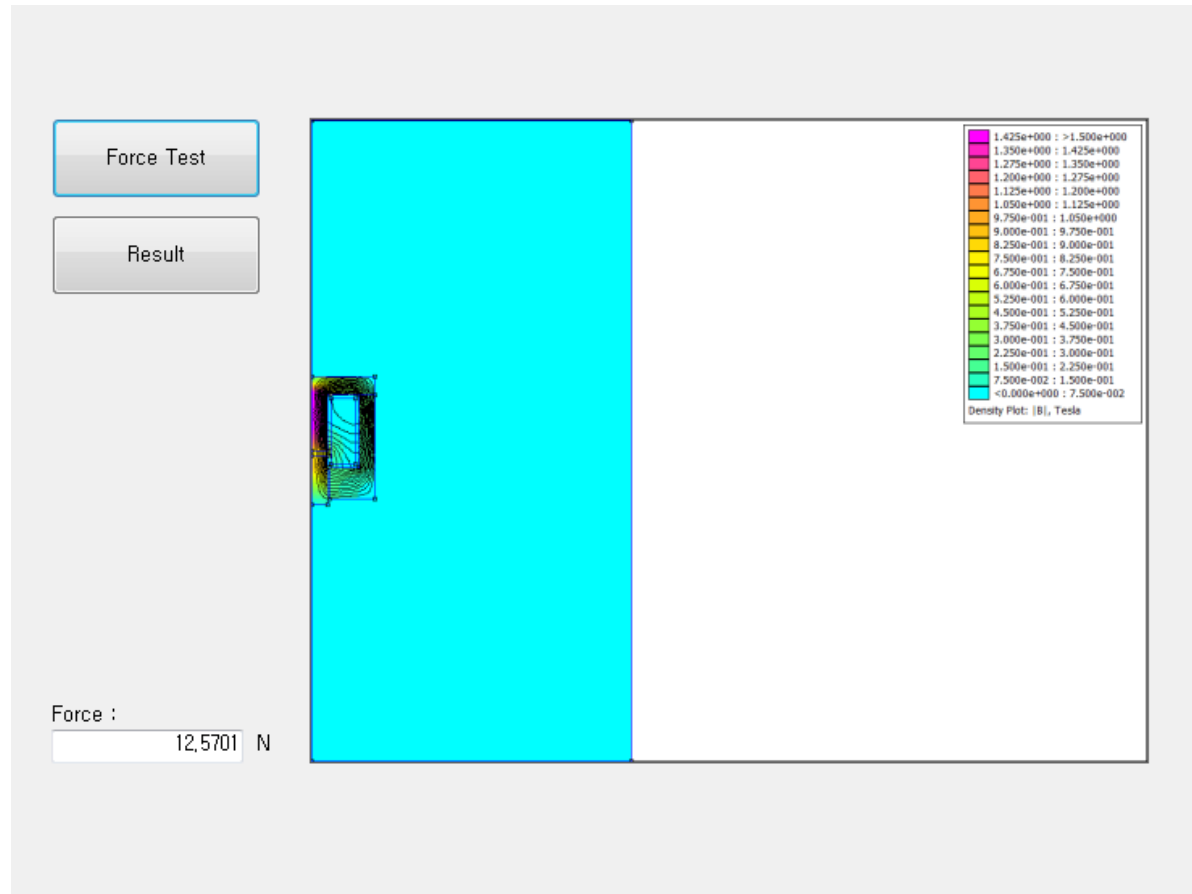 Force Test
Result
1.425e+000 : >1.500e+000
1.350e+000 : 1.425e+000
1.275e+000 : 1.350e+000
1.200e+000 : 1.275e+000
1.125e+000 : 1.200e+000
1.050e+000 : 1.125e+000
9.750e-001 : 1.050e+000
9.000e-001 : 9.750e-001
8.250e-001 : 9.000e-001
7.500e-001 : 8.250e-001
6.750e-001 : 7.500e-001
6.000e-001 : 6.750e-001
5.250e-001 : 6.000e-001
4.500e-001 : 5.250e-001
3.750e-001 : 4.500e-001
3.000e-001 : 3.750e-001
2.250e-001 : 3.000e-001
1.500e-001 : 2.250e-001
7.500e-002 : 1.500e-001
<0.000e+000 : 7.500e-002
Density Plot: |B|, Tesla
Force :
12,5701 N